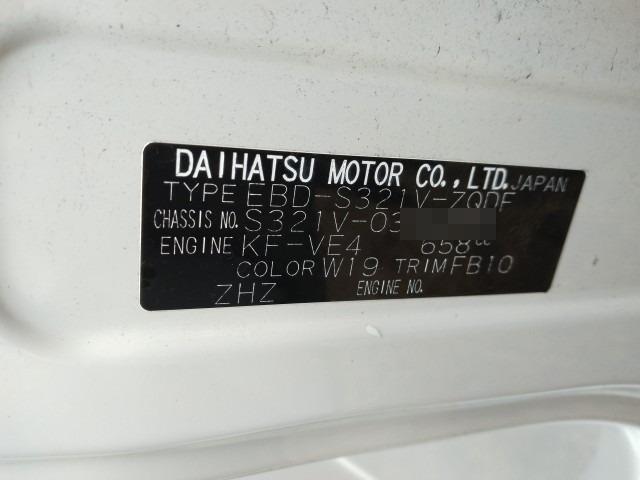 DAIHATSU MOTOR CO.,LTD. JAPAN
TYPE EBD-S321V-ZQDF
CHASSIS NO. S321V-03
ENGINE KF-VE4 658
COLOR W19 TRIM FB10
ZHZ ENGINE NO.